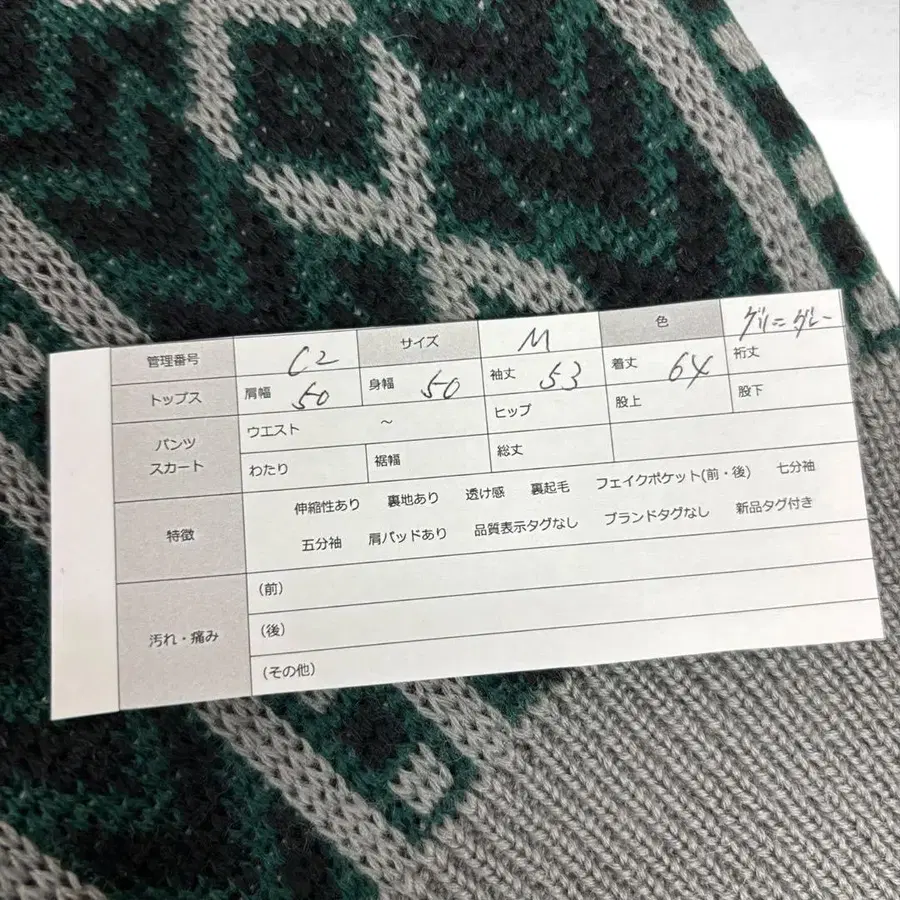 管理番号 C2 サイズ M 色 グリーン グレー
トップス 肩幅 50 身幅 50 袖丈 53 着丈 64 裄丈
パンツ スカート ウエスト ～ ヒップ 股上 股下
わたり 裾幅 総丈
特徴 伸縮性あり 裏地あり 透け感 裏起毛 フェイクポケット(前・後) 七分袖
五分袖 肩パッドあり 品質表示タグなし ブランドタグなし 新品タグ付き
汚れ・痛み (前)
(後)
(その他)